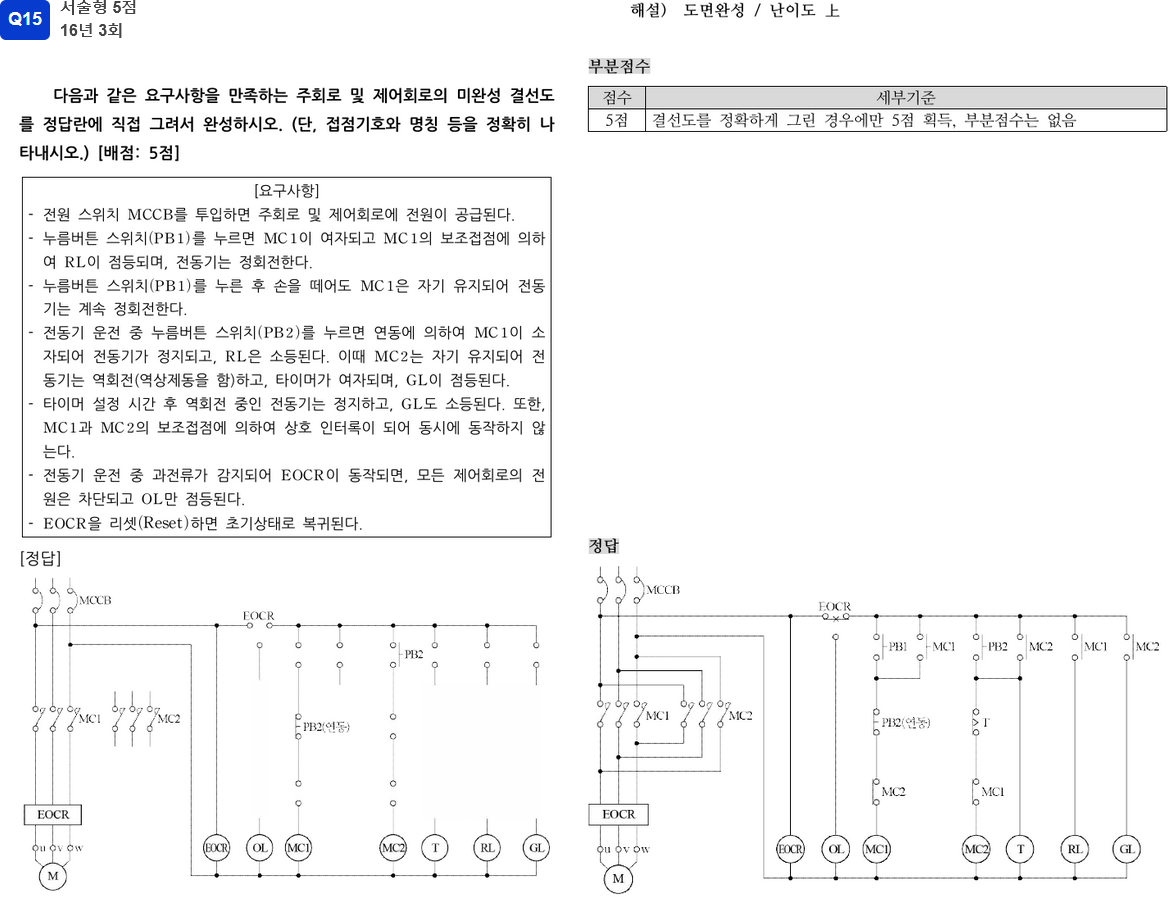 Q15
서술형 5점
16년 3회
다음과 같은 요구사항을 만족하는 주회로 및 제어회로의 미완성 결선도
를 정답란에 직접 그려서 완성하시오. (단, 접점기호와 명칭 등을 정확히 나
타내시오.) [배점: 5점]
[요구사항]
- 전원 스위치 MCCB를 투입하면 주회로 및 제어회로에 전원이 공급된다.
- 누름버튼 스위치(PB1)를 누르면 MC1이 여자되고 MC1의 보조접점에 의하
여 RL이 점등되며, 전동기는 정회전한다.
- 누름버튼 스위치(PB1)를 누른 후 손을 떼어도 MC1은 자기 유지되어 전동
기는 계속 정회전한다.
- 전동기 운전 중 누름버튼 스위치(PB2)를 누르면 연동에 의하여 MC1이 소
자되어 전동기가 정지되고, RL은 소등된다. 이때 MC2는 자기 유지되어 전
동기는 역회전(역상제동을 함)하고, 타이머가 여자되며, GL이 점등된다.
- 타이머 설정 시간 후 역회전 중인 전동기는 정지하고, GL도 소등된다. 또한,
MC1과 MC2의 보조접점에 의하여 상호 인터록이 되어 동시에 동작하지 않
는다.
- 전동기 운전 중 과전류가 감지되어 EOCR이 동작되면, 모든 제어회로의 전
원은 차단되고 OL만 점등된다.
- EOCR을 리셋(Reset)하면 초기상태로 복귀된다.
[정답]
MCCB
EOCR
PB2
MC1 MC2
PB2(연동)
EOCR
EOCR OL MC1 MC2 T RL GL
u v w
M
해설) 도면완성 / 난이도 上
부분점수
점수 세부기준
5점 결선도를 정확하게 그린 경우에만 5점 획득, 부분점수는 없음
정답
MCCB
EOCR
PB1 MC1 PB2 MC2 MC1 MC2
MC1 MC2
PB2(연동) T
MC2 MC1
EOCR
EOCR OL MC1 MC2 T RL GL
u v w
M